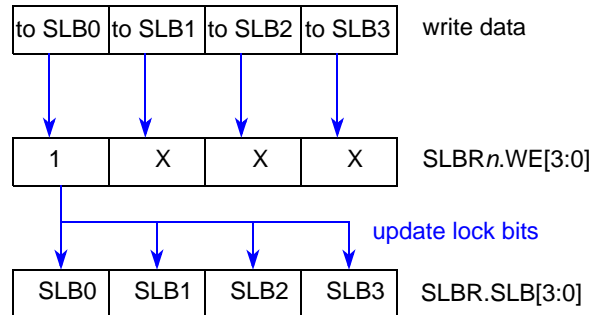 to SLB0 to SLB1 to SLB2 to SLB3 write data
1 X X X SLBRn.WE[3:0]
update lock bits
SLB0 SLB1 SLB2 SLB3 SLBR.SLB[3:0]